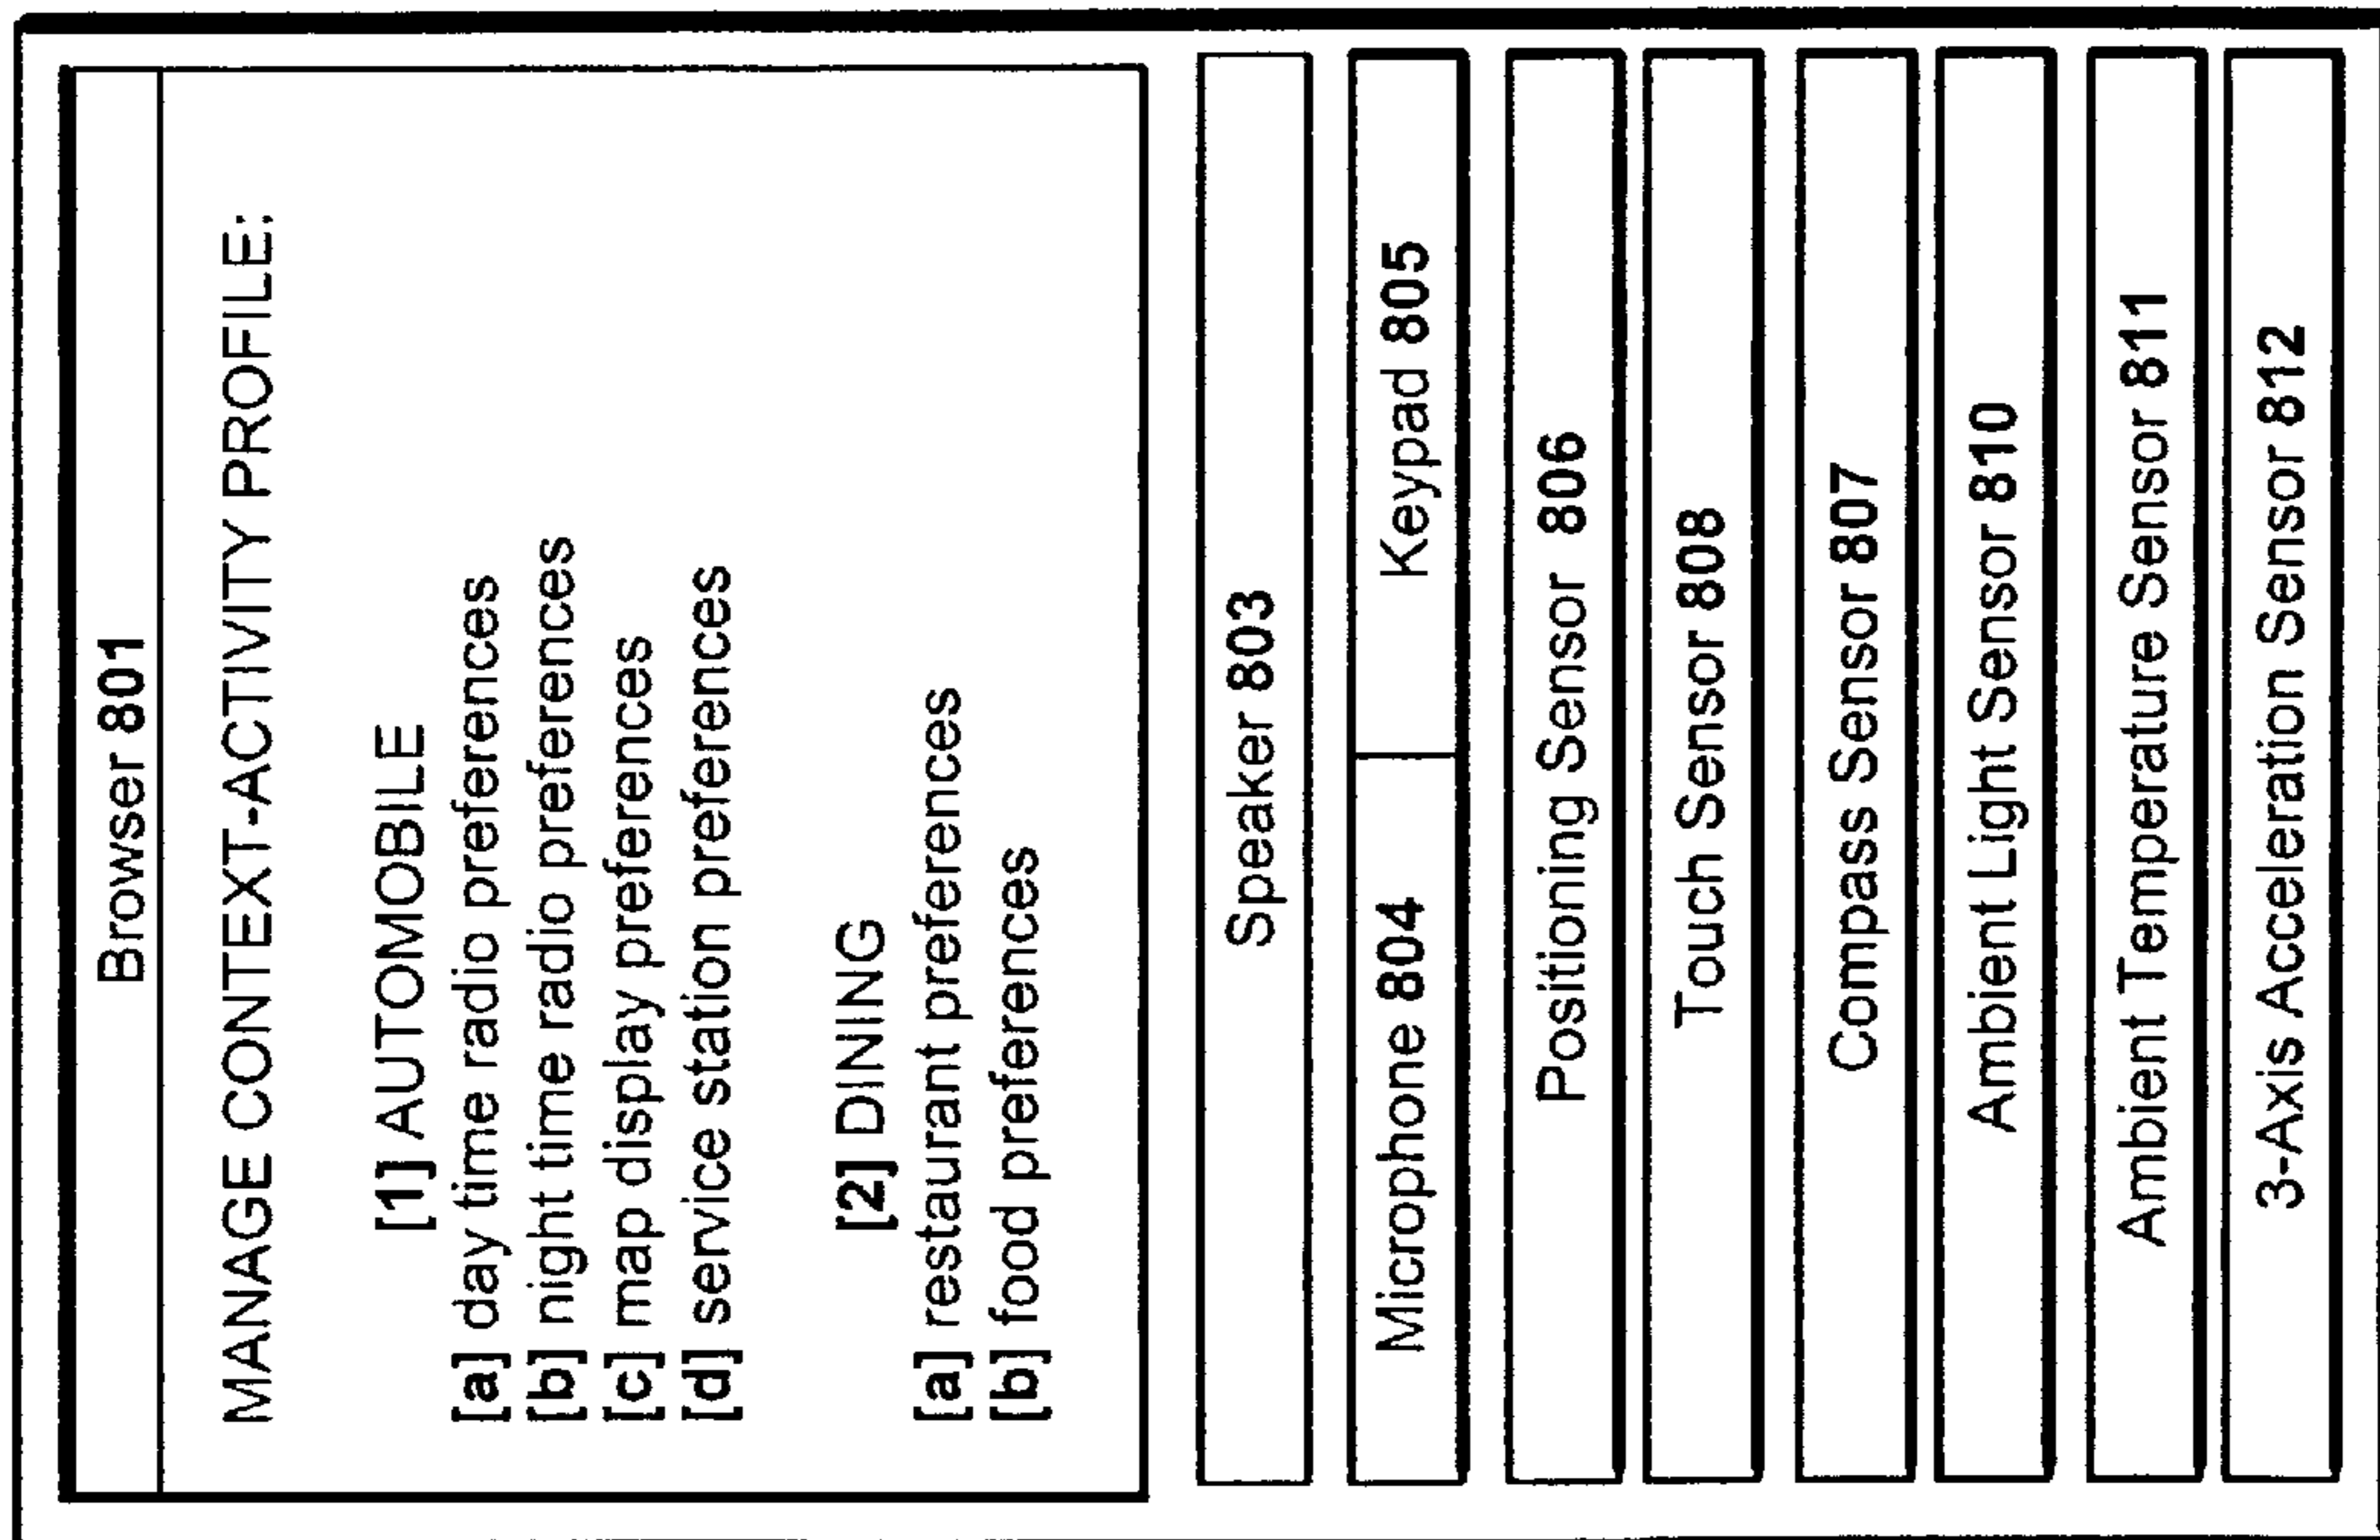 Browser 801
MANAGE CONTEXT-ACTIVITY PROFILE:
[1] AUTOMOBILE
[a] day time radio preferences
[b] night time radio preferences
[c] map display preferences
[d] service station preferences
[2] DINING
[a] restaurant preferences
[b] food preferences
Speaker 803
Microphone 804 Keypad 805
Positioning Sensor 806
Touch Sensor 808
Compass Sensor 807
Ambient Light Sensor 810
Ambient Temperature Sensor 811
3-Axis Acceleration Sensor 812